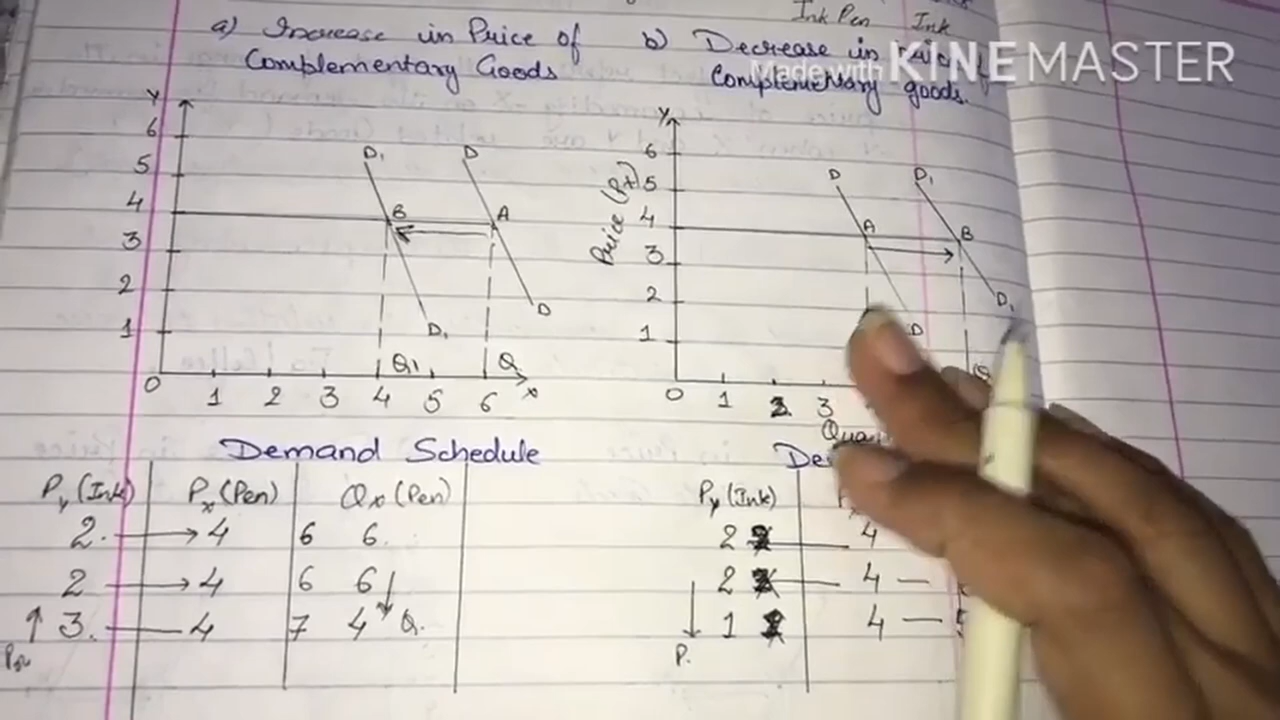 Ink Pen Ink
a) Increase in Price of
Complementary Goods
b) Decrease in
Complementary goods.
Made with KINEMASTER
Y
6
5
4
3
2
1
0
1 2 3 4 5 6 x
D₁ D
B A
D
D₁
Q₁ Q
Y
Price (Px)
6
5
4
3
2
1
0 1 2 3
D D₁
A B
D₁
D
Demand Schedule
Py (Ink) Px (Pen) Qx (Pen)
2. 4 6 6.
2 4 6 6
3. 4 7 4 Q.
Py (Ink)
2 4
2 4
1 4
P.